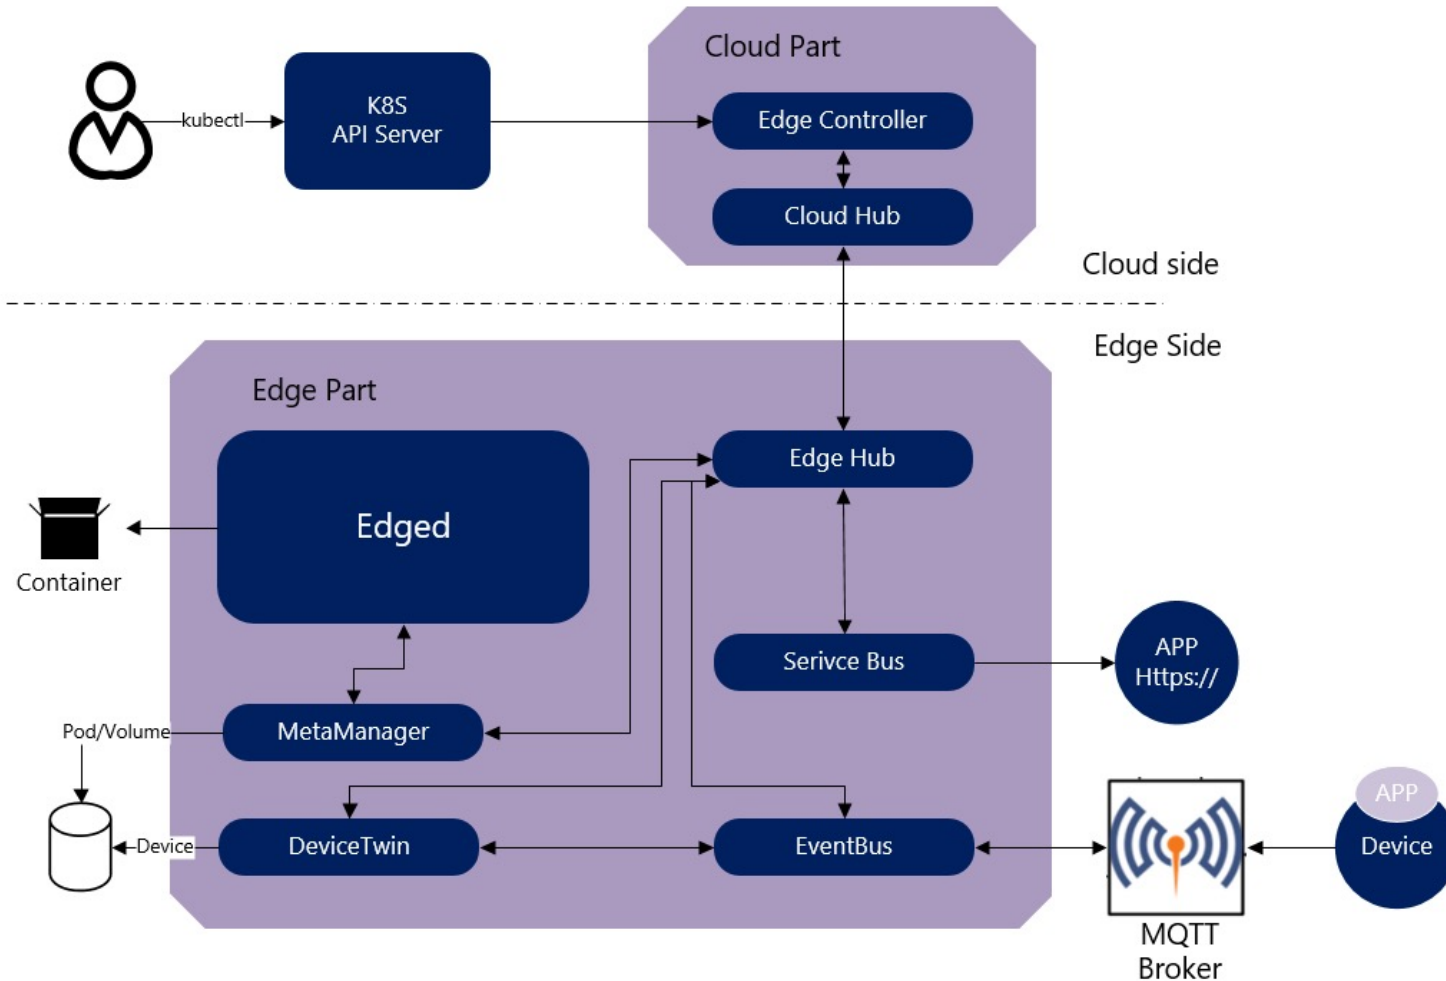 Cloud Part
kubectl
K8S
API Server
Edge Controller
Cloud Hub
Cloud side
Edge Side
Edge Part
Edge Hub
Edged
Container
Serivce Bus
APP
Https://
Pod/Volume
MetaManager
APP
Device
DeviceTwin
EventBus
Device
MQTT
Broker